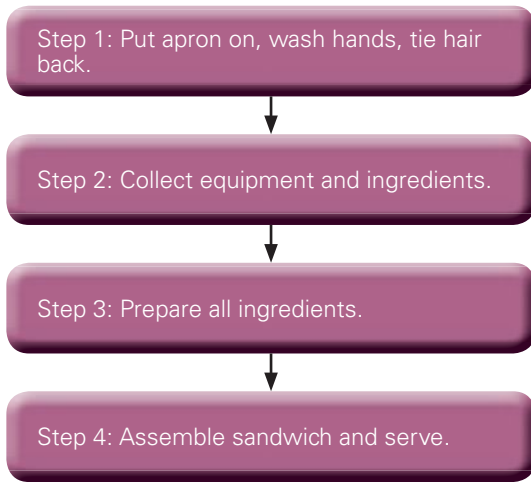 Step 1: Put apron on, wash hands, tie hair
back.
Step 2: Collect equipment and ingredients.
Step 3: Prepare all ingredients.
Step 4: Assemble sandwich and serve.